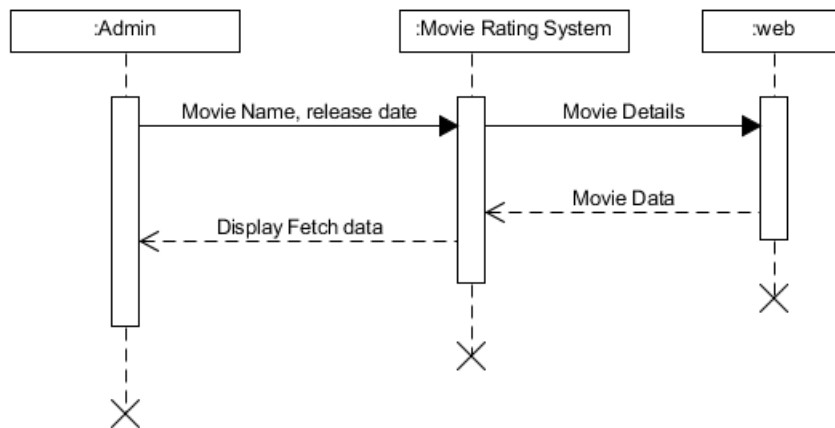 :Admin
:Movie Rating System
:web
Movie Name, release date
Movie Details
Movie Data
Display Fetch data